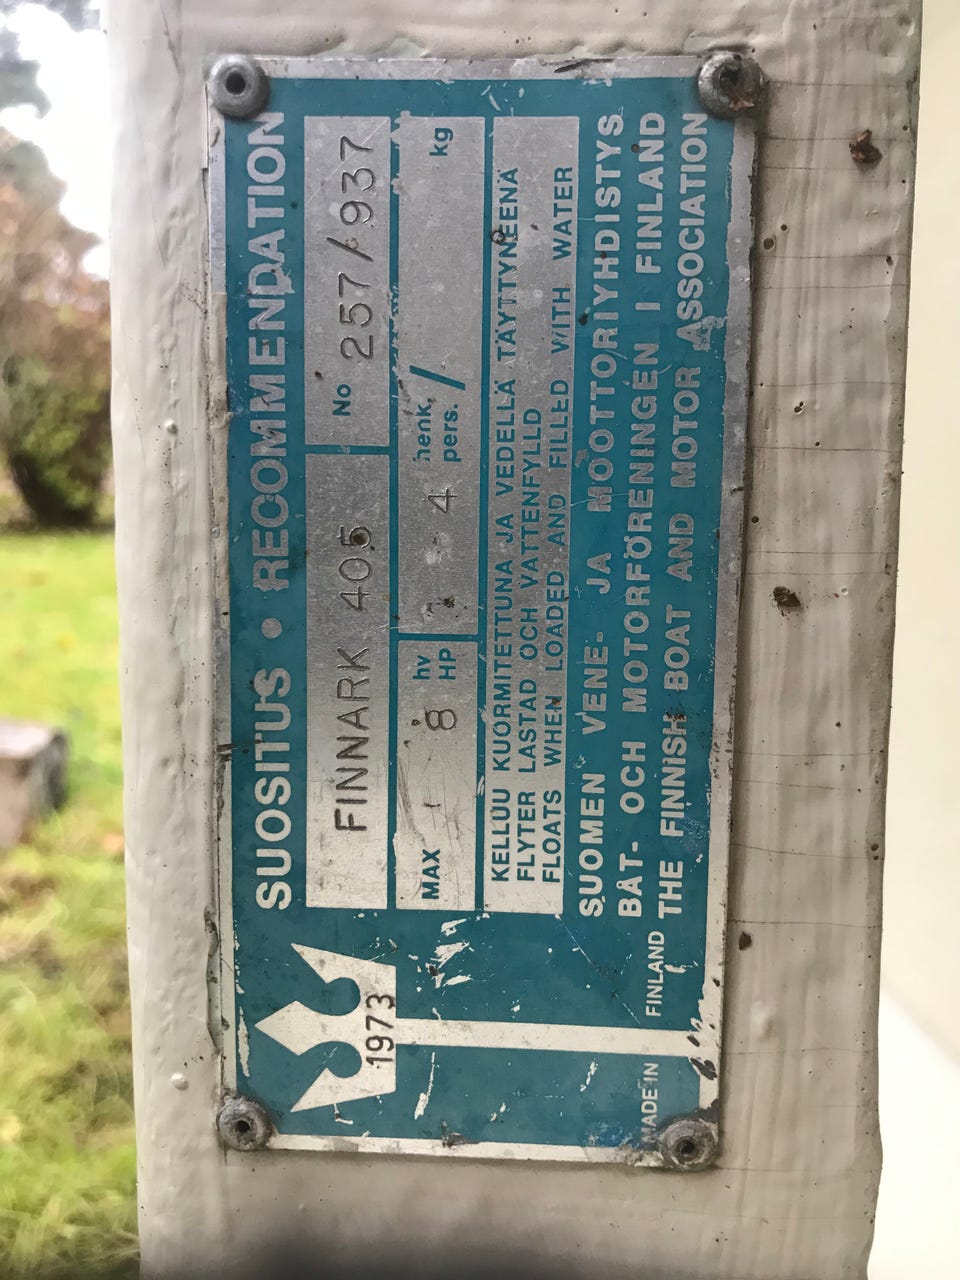 SUOSITUS • RECOMMENDATION
FINNARK 405 No 257/937
MAX 8 hv HP 4 henk. pers. / kg
KELLUU KUORMITETTUNA JA VEDELLÄ TÄYTTYNEENÄ
FLYTER LASTAD OCH VATTENFYLLD
FLOATS WHEN LOADED AND FILLED WITH WATER
SUOMEN VENE- JA MOOTTORIYHDISTYS
BÅT- OCH MOTORFÖRENINGEN I FINLAND
THE FINNISH BOAT AND MOTOR ASSOCIATION
1973
MADE IN FINLAND